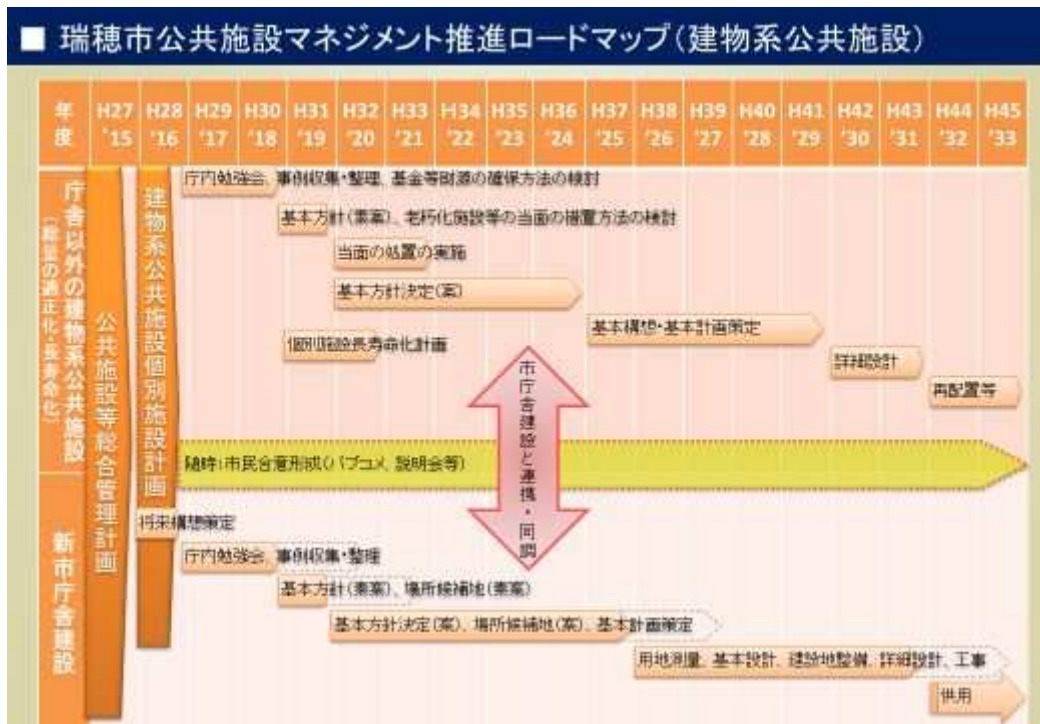 ■ 瑞穂市公共施設マネジメント推進ロードマップ(建物系公共施設)
年度 H27 H28 H29 H30 H31 H32 H33 H34 H35 H36 H37 H38 H39 H40 H41 H42 H43 H44 H45
'15 '16 '17 '18 '19 '20 '21 '22 '23 '24 '25 '26 '27 '28 '29 '30 '31 '32 '33
庁舎以外の建物系公共施設
(総量の適正化・長寿命化)
公共施設等総合管理計画
建物系公共施設個別施設計画
庁内勉強会、事例収集・整理、基金等財源の確保方法の検討
基本方針(素案)、老朽化施設等の当面の措置方法の検討
当面の処置の実施
基本方針決定(案)
基本構想・基本計画策定
個別施設長寿命化計画
詳細設計
再配置等
市庁舎建設と連携・同調
随時:市民合意形成(パブコメ、説明会等)
新市庁舎建設
将来構想策定
庁内勉強会、事例収集・整理
基本方針(素案)、場所候補地(素案)
基本方針決定(案)、場所候補地(案)、基本計画策定
用地測量、基本設計、建設地整備、詳細設計、工事
供用